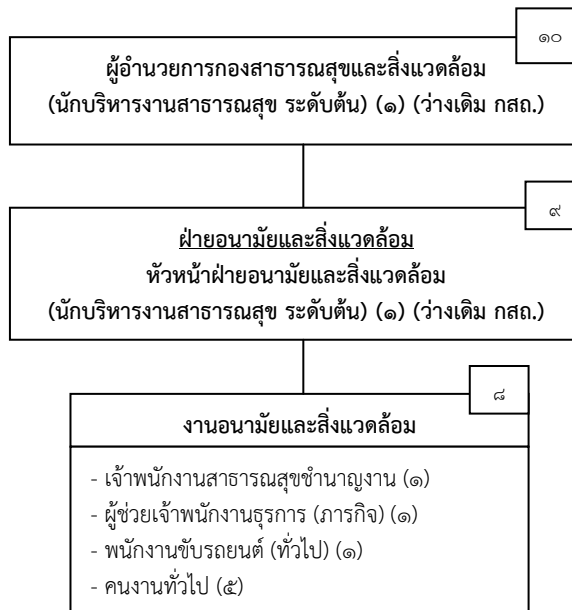 ๑๐
ผู้อำนวยการกองสาธารณสุขและสิ่งแวดล้อม
(นักบริหารงานสาธารณสุข ระดับต้น) (๑) (ว่างเดิม กสถ.)
๙
ฝ่ายอนามัยและสิ่งแวดล้อม
หัวหน้าฝ่ายอนามัยและสิ่งแวดล้อม
(นักบริหารงานสาธารณสุข ระดับต้น) (๑) (ว่างเดิม กสถ.)
๘
งานอนามัยและสิ่งแวดล้อม
- เจ้าพนักงานสาธารณสุขชำนาญงาน (๑)
- ผู้ช่วยเจ้าพนักงานธุรการ (ภารกิจ) (๑)
- พนักงานขับรถยนต์ (ทั่วไป) (๑)
- คนงานทั่วไป (๕)